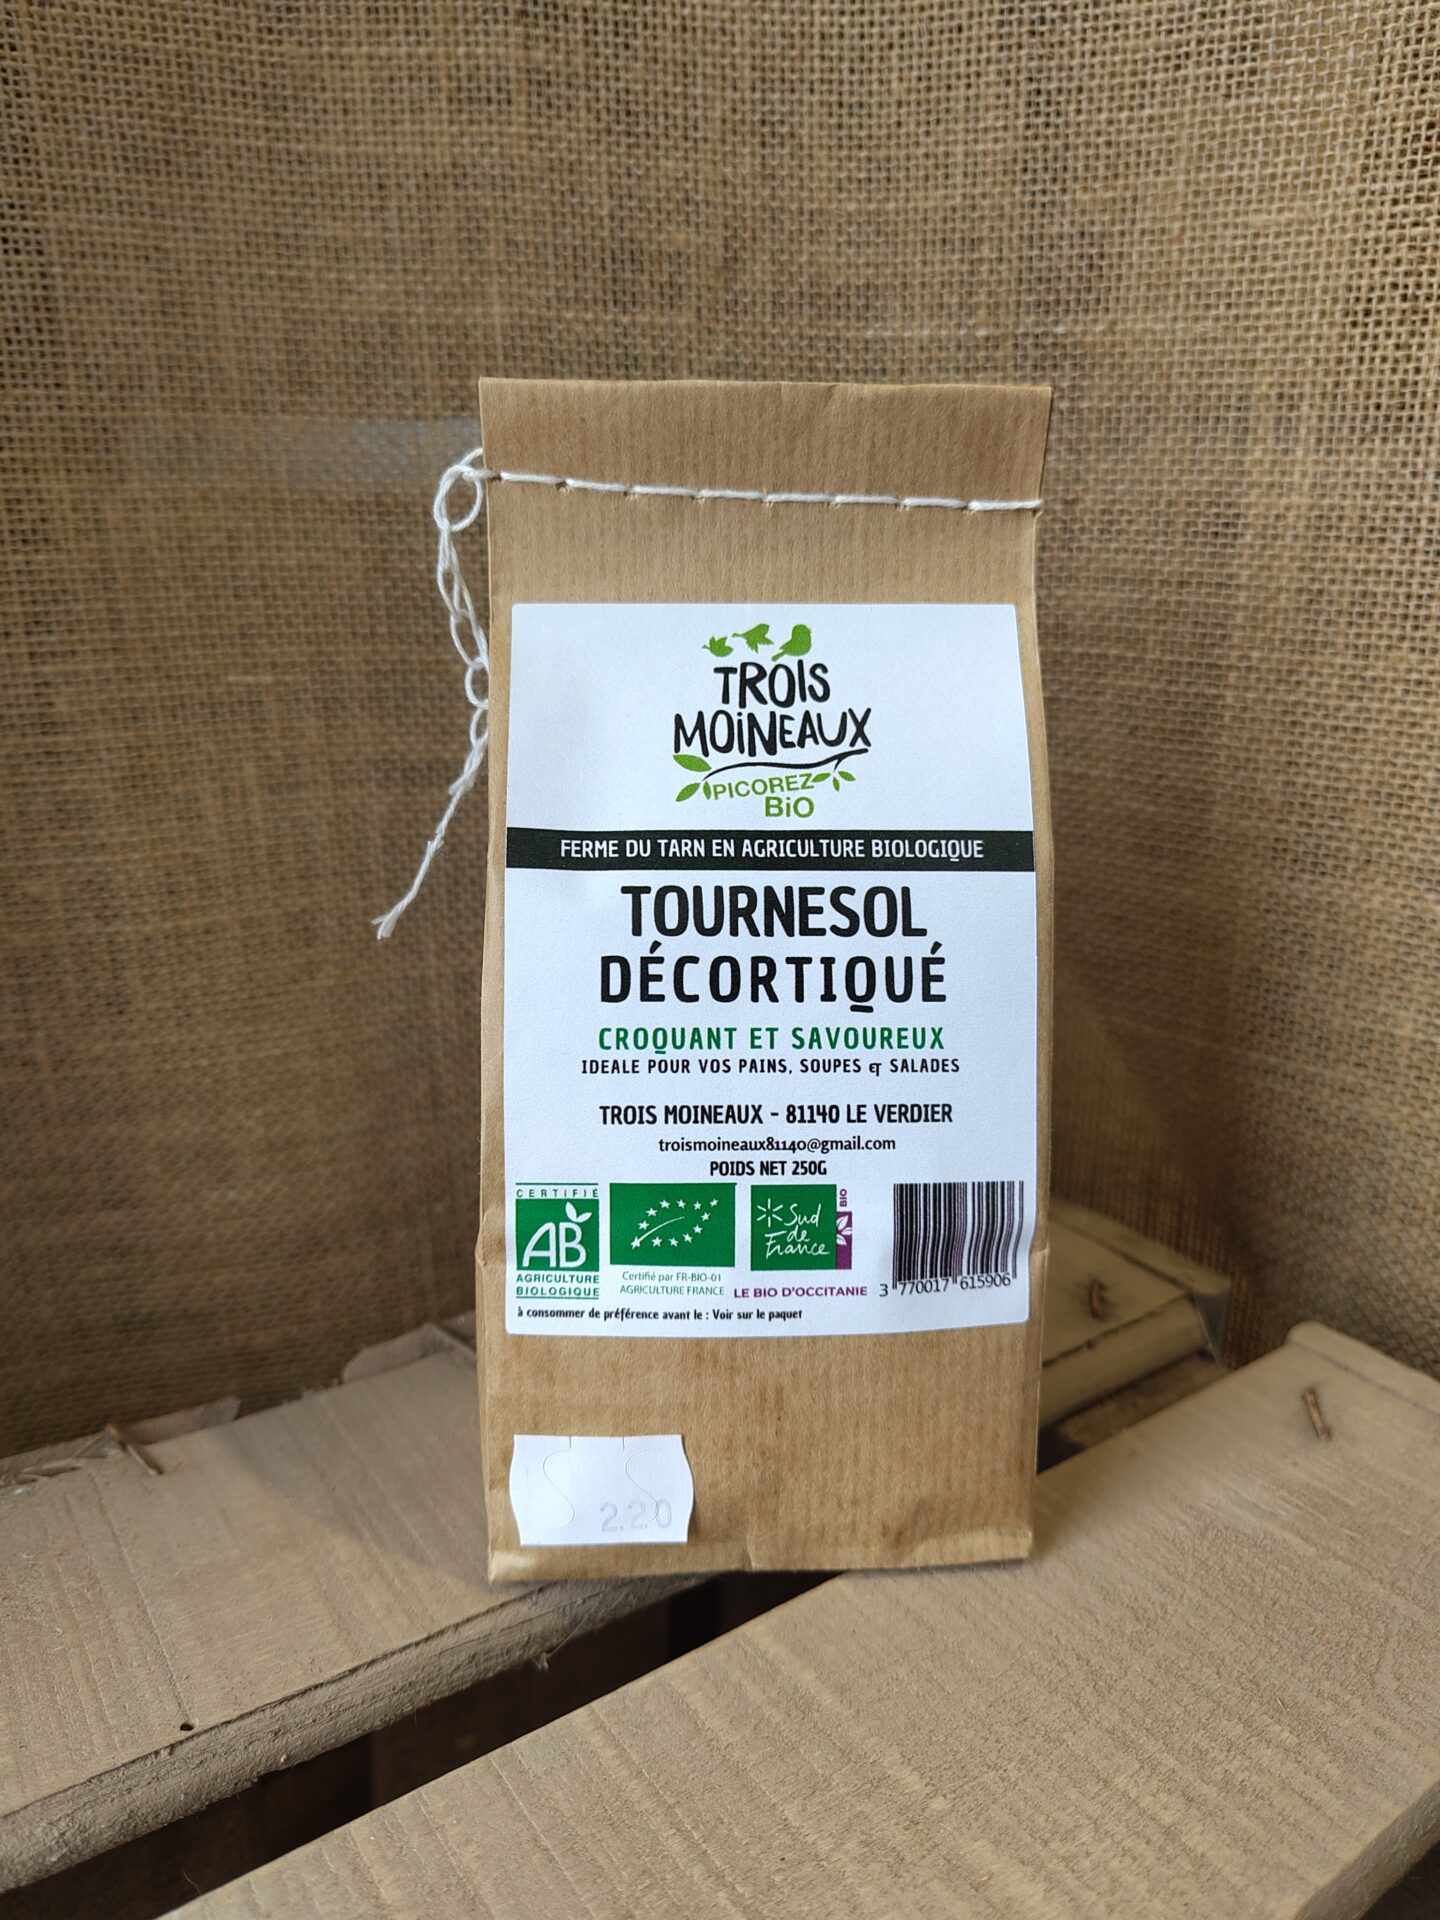 TROIS
MOiNEAUX
PICOREZ
BiO
FERME DU TARN EN AGRICULTURE BIOLOGIQUE
TOURNESOL
DÉCORTIQUÉ
CROQUANT ET SAVOUREUX
IDEALE POUR VOS PAINS, SOUPES ET SALADES
TROIS MOINEAUX - 81140 LE VERDIER
troismoineaux81140@gmail.com
POIDS NET 250G
CERTIFIÉ
AB
AGRICULTURE
BIOLOGIQUE
Certifié par FR-BIO-01
AGRICULTURE FRANCE
Sud
de
France
BIO
LE BIO D'OCCITANIE
3 770017 615906
à consommer de préférence avant le : Voir sur le paquet
2.20